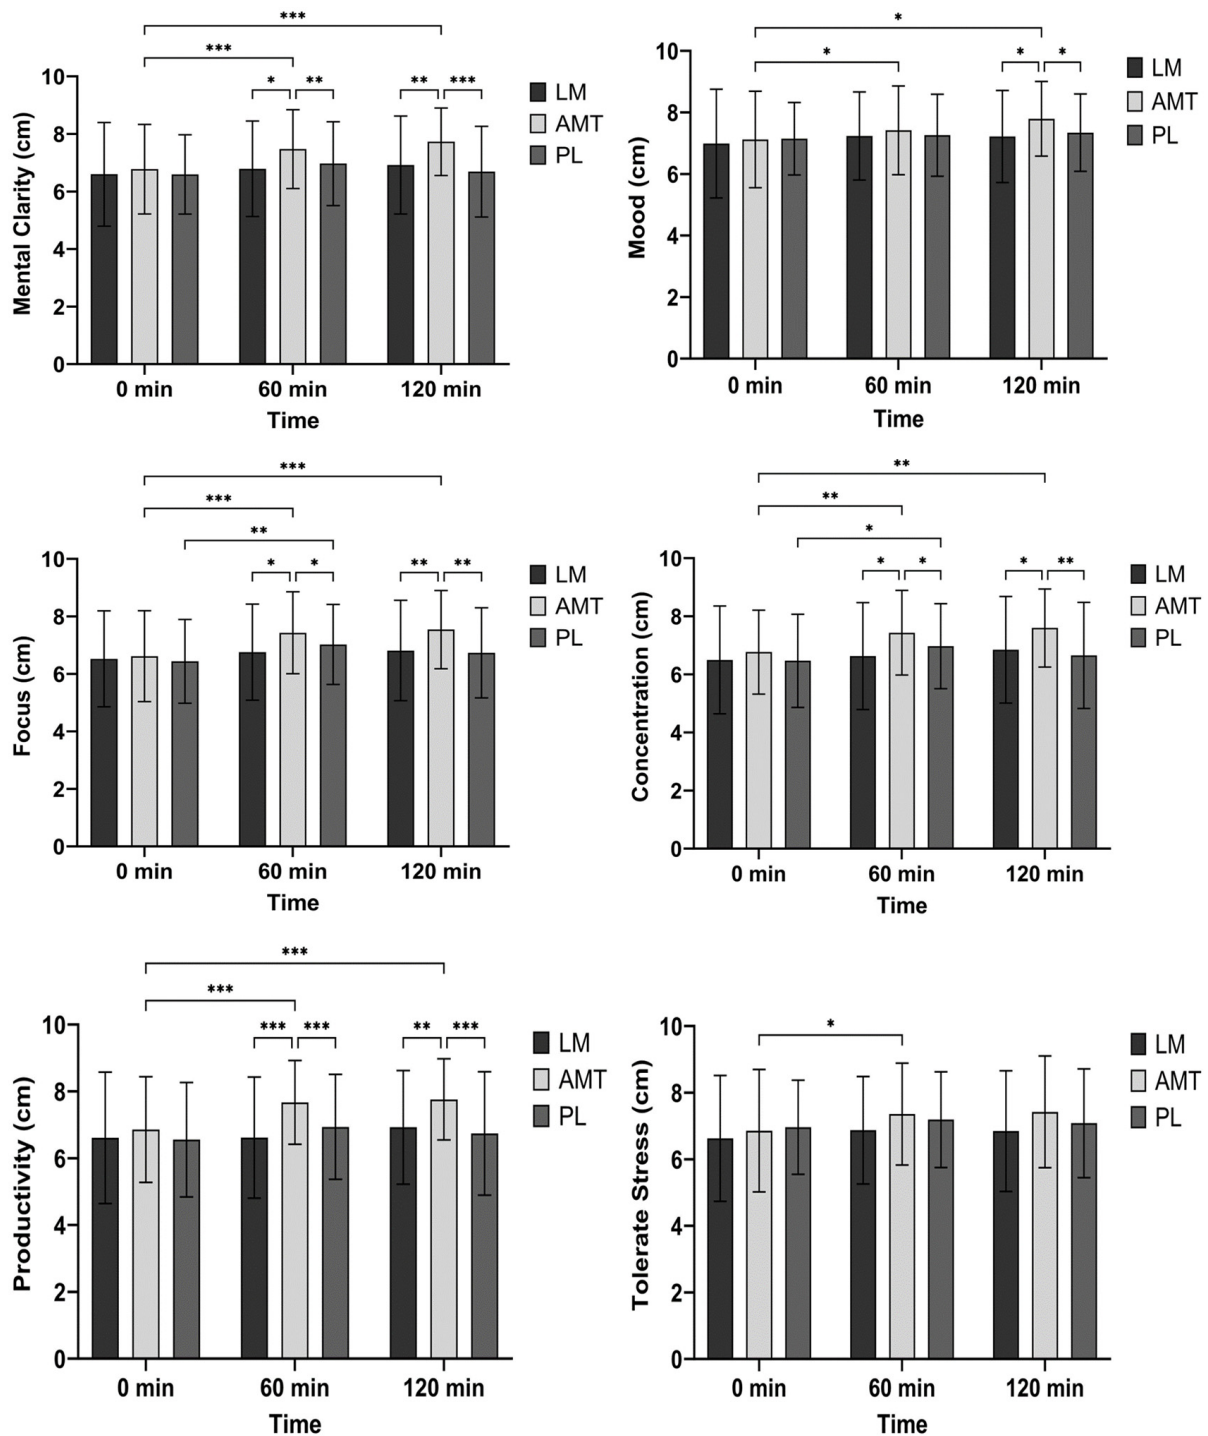 ***
***
* ** ** ***
10
8
6
4
2
0
Mental Clarity (cm)
0 min 60 min 120 min
Time
LM
AMT
PL
*
*
* *
10
8
6
4
2
0
Mood (cm)
0 min 60 min 120 min
Time
LM
AMT
PL
***
***
**
* * ** **
10
8
6
4
2
0
Focus (cm)
0 min 60 min 120 min
Time
LM
AMT
PL
**
**
*
* * * **
10
8
6
4
2
0
Concentration (cm)
0 min 60 min 120 min
Time
LM
AMT
PL
***
***
*** *** ** ***
10
8
6
4
2
0
Productivity (cm)
0 min 60 min 120 min
Time
LM
AMT
PL
*
10
8
6
4
2
0
Tolerate Stress (cm)
0 min 60 min 120 min
Time
LM
AMT
PL